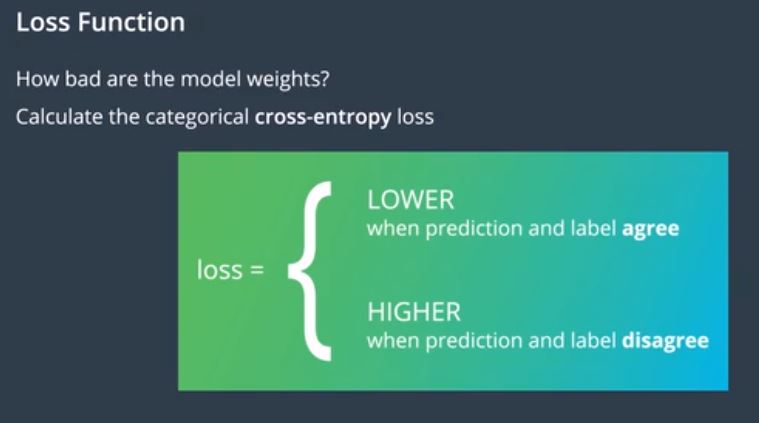 Loss Function
How bad are the model weights?
Calculate the categorical cross-entropy loss
LOWER
when prediction and label agree
loss = {
HIGHER
when prediction and label disagree